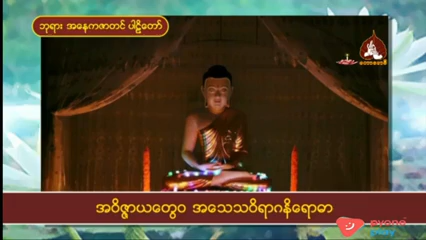 ဘုရား အနေကဇာတင် ပါဠိတော်
အဝိဇ္ဇာယတွေဝ အသေသဝိရာဂနိရောဓာ